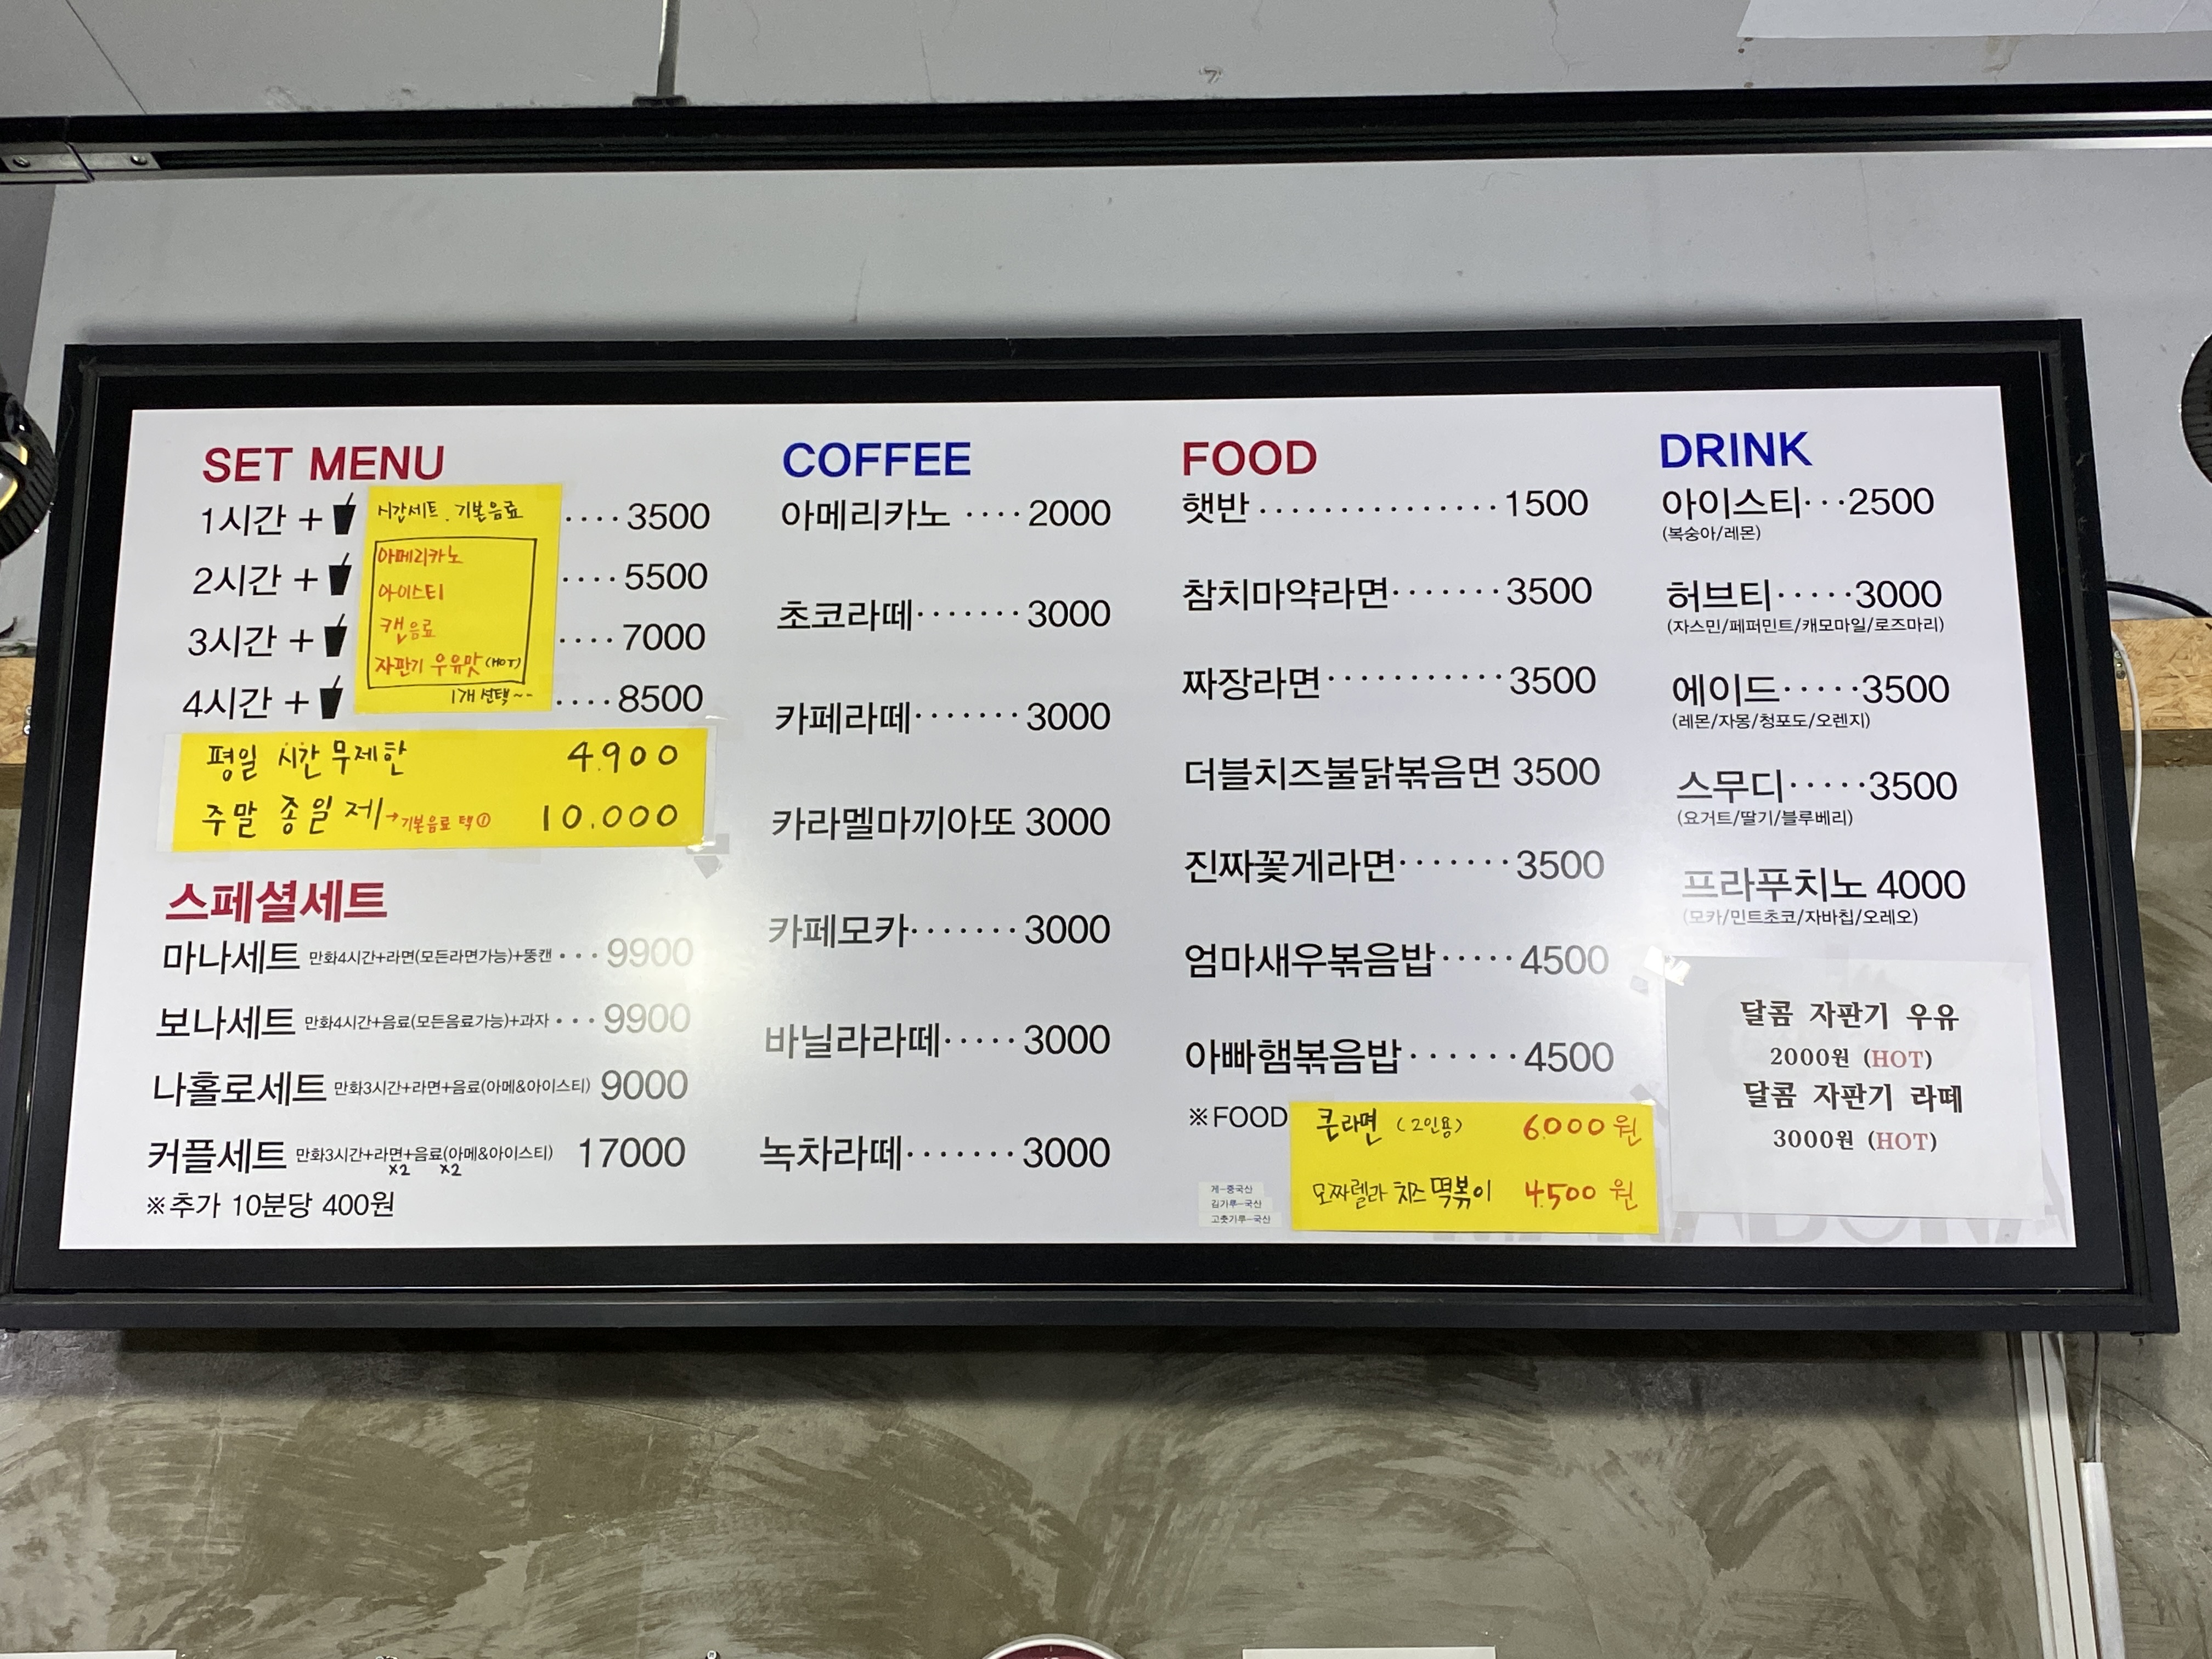 SET MENU
1시간 + ····3500
2시간 + ····5500
3시간 + ····7000
4시간 + ····8500
시간세트. 기본음료
아메리카노
아이스티
캔음료
자판기 우유맛(HOT)
1개 선택~~
평일 시간 무제한 4.900
주말 종일제→기본음료 택① 10.000
스페셜세트
마나세트 만화4시간+라면(모든라면가능)+뚱캔···9900
보나세트 만화4시간+음료(모든음료가능)+과자···9900
나홀로세트 만화3시간+라면+음료(아메&아이스티) 9000
커플세트 만화3시간+라면+음료(아메&아이스티) 17000
x2 x2
※추가 10분당 400원
COFFEE
아메리카노 ····2000
초코라떼·······3000
카페라떼·······3000
카라멜마끼아또 3000
카페모카·······3000
바닐라라떼·····3000
녹차라떼·······3000
FOOD
햇반···············1500
참치마약라면·······3500
짜장라면···········3500
더블치즈불닭볶음면 3500
진짜꽃게라면·······3500
엄마새우볶음밥·····4500
아빠햄볶음밥······4500
※FOOD
큰라면 (2인용) 6.000원
모짜렐라 치즈떡볶이 4.500원
게-중국산
김가루-국산
고춧가루-국산
DRINK
아이스티···2500
(복숭아/레몬)
허브티·····3000
(자스민/페퍼민트/캐모마일/로즈마리)
에이드·····3500
(레몬/자몽/청포도/오렌지)
스무디·····3500
(요거트/딸기/블루베리)
프라푸치노 4000
(모카/민트초코/자바칩/오레오)
달콤 자판기 우유
2000원 (HOT)
달콤 자판기 라떼
3000원 (HOT)